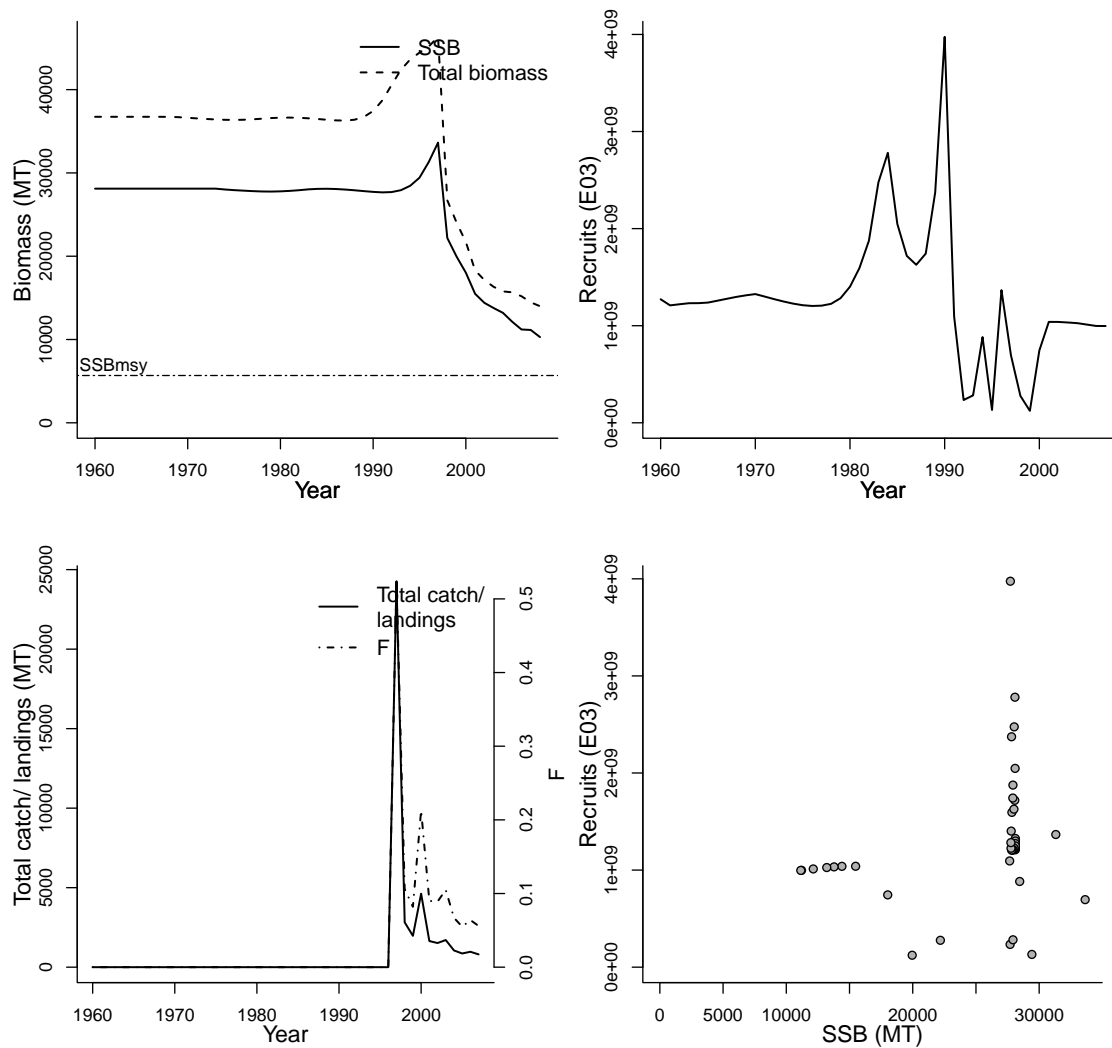 SSB
Total biomass
Biomass (MT)
0
10000
20000
30000
40000
SSBmsy
1960
1970
1980
1990
2000
Year
Recruits (E03)
0e+00
1e+09
2e+09
3e+09
4e+09
1960
1970
1980
1990
2000
Year
Total catch/
landings
F
Total catch/ landings (MT)
0
5000
10000
15000
20000
25000
0.0
0.1
0.2
0.3
0.4
0.5
F
1960
1970
1980
1990
2000
Year
Recruits (E03)
0e+00
1e+09
2e+09
3e+09
4e+09
0
5000
10000
20000
30000
SSB (MT)